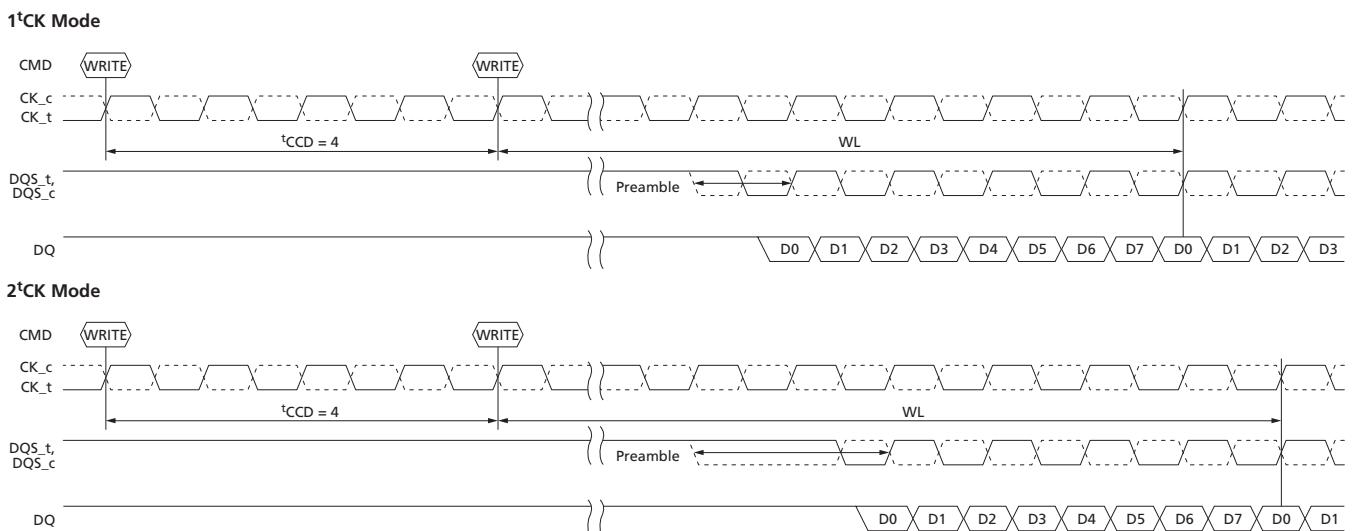 1tCK Mode
CMD WRITE WRITE
CK_c
CK_t
tCCD = 4 WL
DQS_t,
DQS_c
Preamble
DQ D0 D1 D2 D3 D4 D5 D6 D7 D0 D1 D2 D3
2tCK Mode
CMD WRITE WRITE
CK_c
CK_t
tCCD = 4 WL
DQS_t,
DQS_c
Preamble
DQ D0 D1 D2 D3 D4 D5 D6 D7 D0 D1